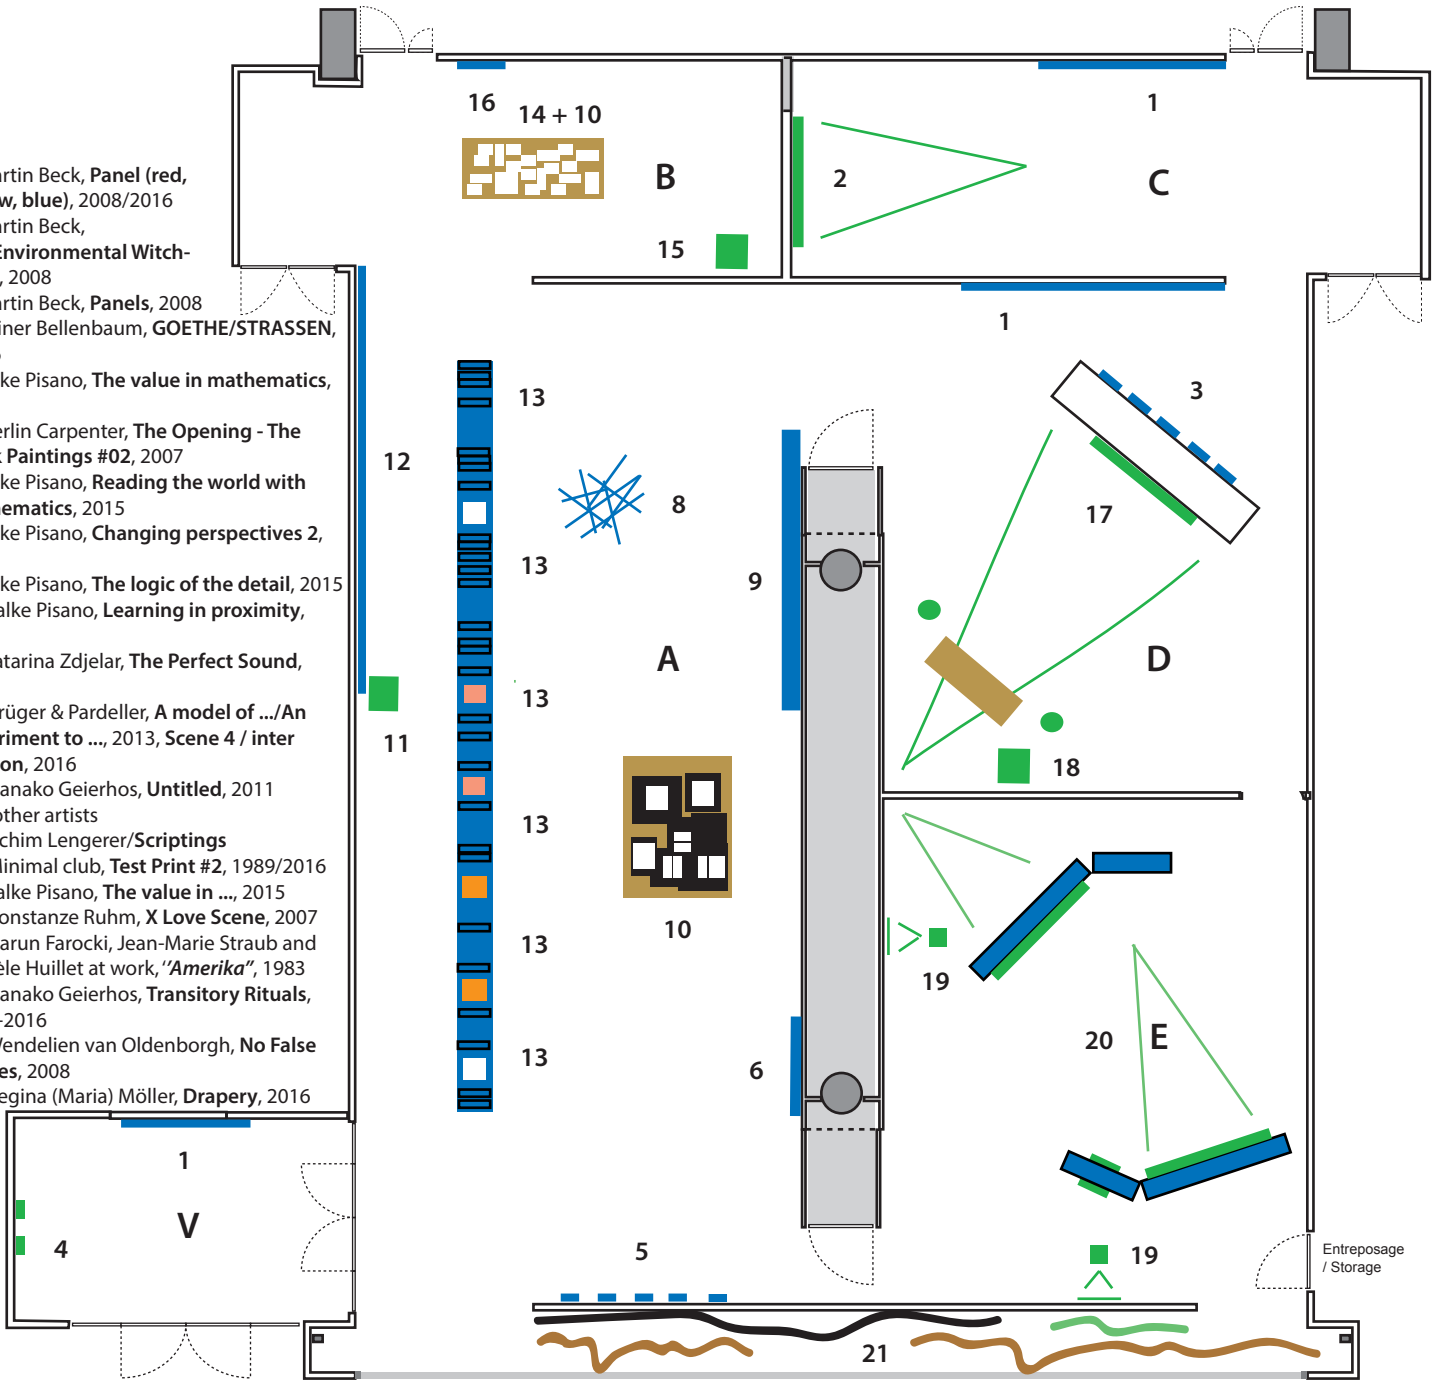 artin Beck, Panel (red,
w, blue), 2008/2016
artin Beck,
Environmental Witch-
, 2008
artin Beck, Panels, 2008
iner Bellenbaum, GOETHE/STRASSEN,
lke Pisano, The value in mathematics,
erlin Carpenter, The Opening - The
k Paintings #02, 2007
lke Pisano, Reading the world with
hematics, 2015
lke Pisano, Changing perspectives 2,
lke Pisano, The logic of the detail, 2015
alke Pisano, Learning in proximity,
atarina Zdjelar, The Perfect Sound,
rüger & Pardeller, A model of .../An
riment to ..., 2013, Scene 4 / inter
on, 2016
anako Geierhos, Untitled, 2011
other artists
chim Lengerer/Scriptings
Minimal club, Test Print #2, 1989/2016
alke Pisano, The value in ..., 2015
onstanze Ruhm, X Love Scene, 2007
arun Farocki, Jean-Marie Straub and
èle Huillet at work, ''Amerika", 1983
anako Geierhos, Transitory Rituals,
-2016
Wendelien van Oldenborgh, No False
es, 2008
egina (Maria) Möller, Drapery, 2016
16
14 + 10
B
15
2
1
C
1
3
13
12
8
13
17
9
A
D
13
11
18
13
10
13
19
20
E
13
6
1
V
4
5
19
Entreposage
/ Storage
21